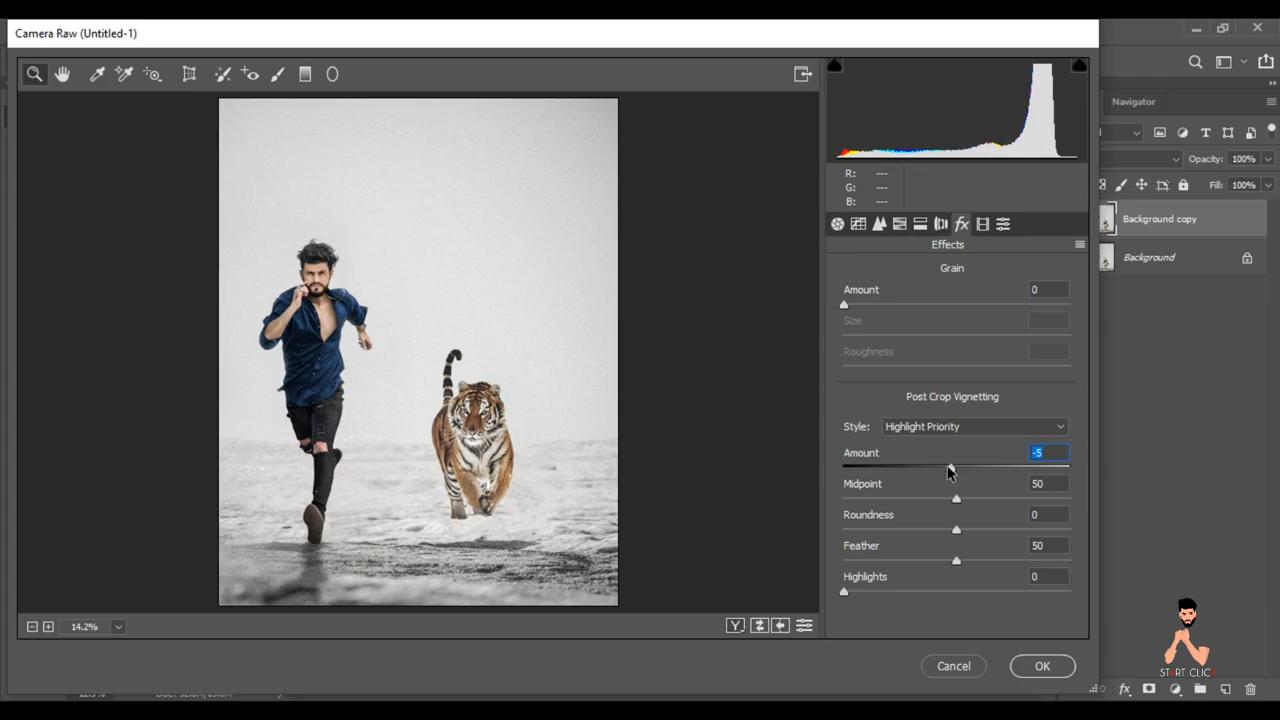 Camera Raw (Untitled-1)
Navigator
R: ---
G: ---
B: ---
Opacity: 100%
Fill: 100%
Background copy
Background
Effects
Grain
Amount 0
Size
Roughness
Post Crop Vignetting
Style: Highlight Priority
Amount -5
Midpoint 50
Roundness 0
Feather 50
Highlights 0
14.2%
Y
Cancel
OK
START CLICK
fx